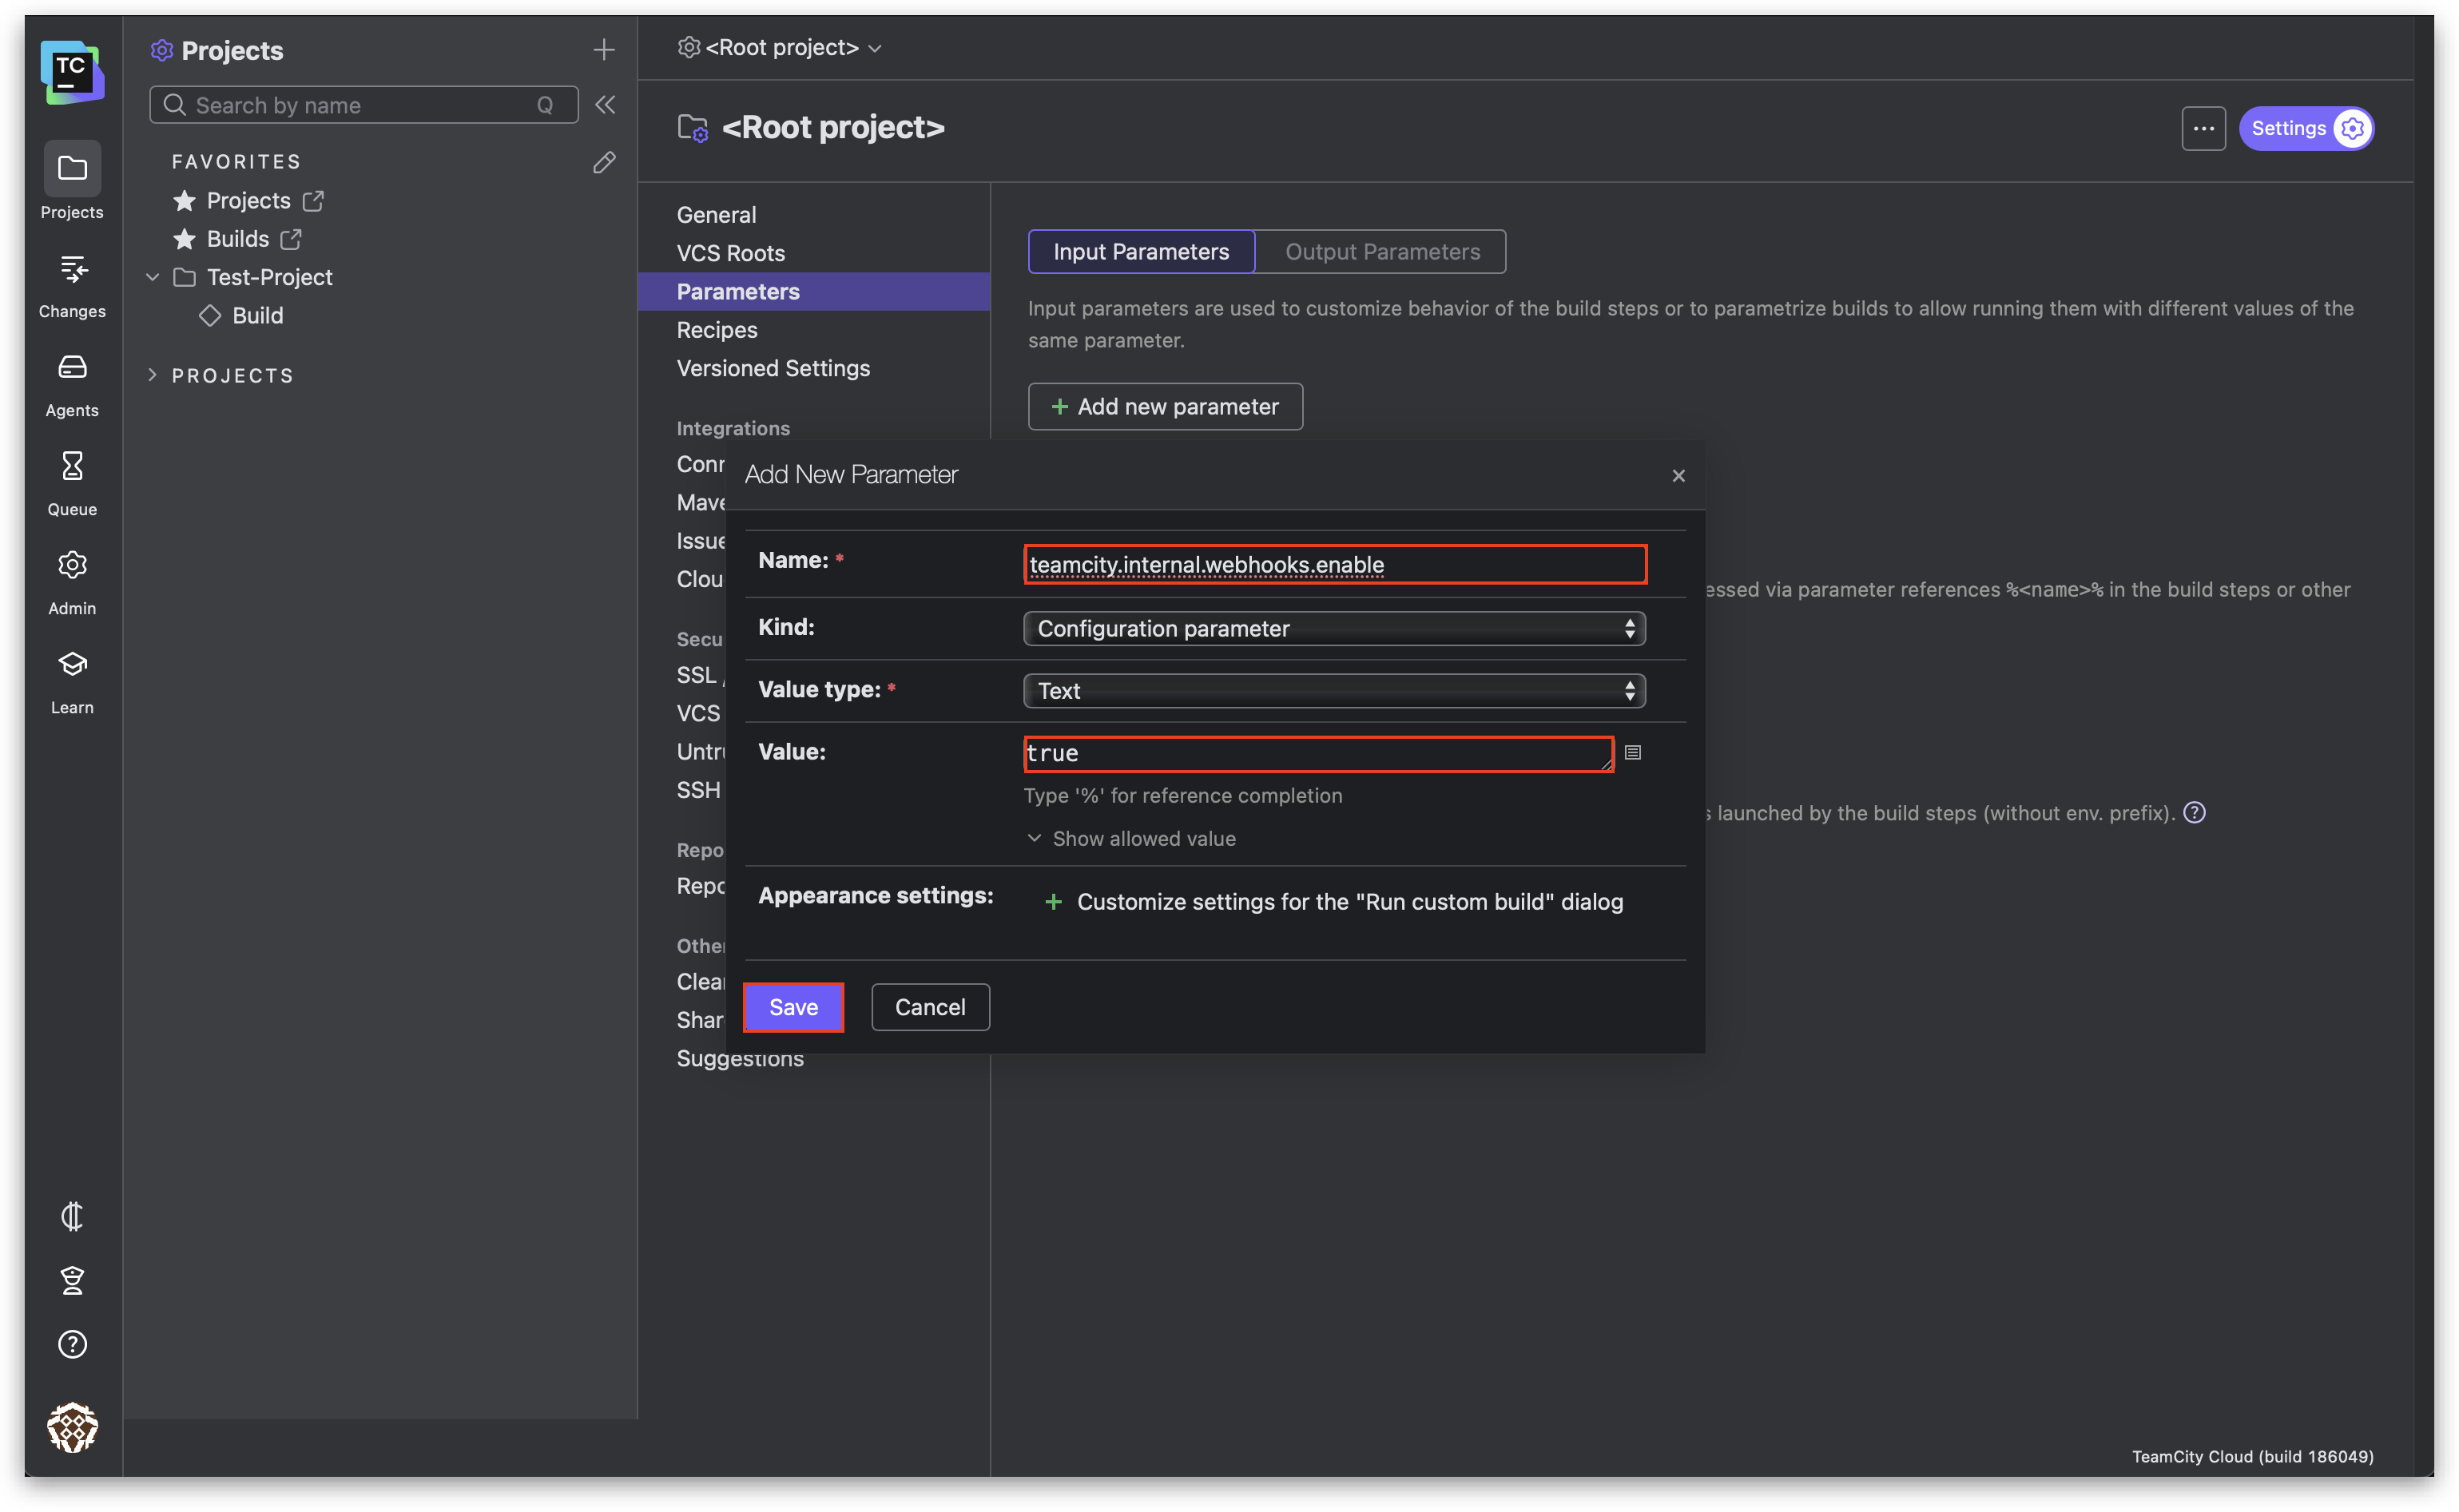 TC
Projects
Changes
Agents
Queue
Admin
Learn
Projects
Search by name
Q
FAVORITES
Projects
Builds
Test-Project
Build
PROJECTS
<Root project>
<Root project>
Settings
General
VCS Roots
Parameters
Recipes
Versioned Settings
Integrations
Conn
Mave
Issue
Clou
Secu
SSL
VCS
Untru
SSH
Repo
Repo
Other
Clean
Shar
Suggestions
Input Parameters
Output Parameters
Input parameters are used to customize behavior of the build steps or to parametrize builds to allow running them with different values of the
same parameter.
+ Add new parameter
essed via parameter references %<name>% in the build steps or other
s launched by the build steps (without env. prefix). ?
Add New Parameter
×
Name: *
teamcity.internal.webhooks.enable
Kind:
Configuration parameter
Value type: *
Text
Value:
true
Type '%' for reference completion
Show allowed value
Appearance settings:
+ Customize settings for the "Run custom build" dialog
Save
Cancel
TeamCity Cloud (build 186049)